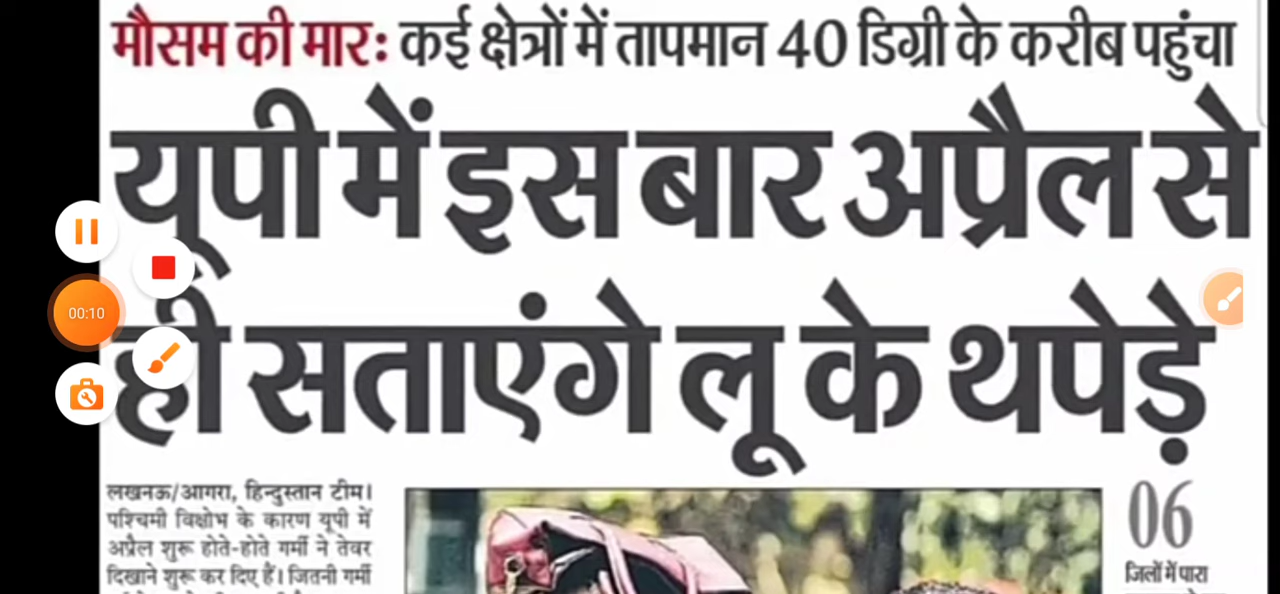 मौसम की मार: कई क्षेत्रों में तापमान 40 डिग्री के करीब पहुंचा
यूपी में इस बार अप्रैल से
ही सताएंगे लू के थपेड़े
00:10
लखनऊ/आगरा, हिन्दुस्तान टीम।
पश्चिमी विक्षोभ के कारण यूपी में
अप्रैल शुरू होते-होते गर्मी ने तेवर
दिखाने शुरू कर दिए हैं। जितनी गर्मी
06
जिलों में पारा